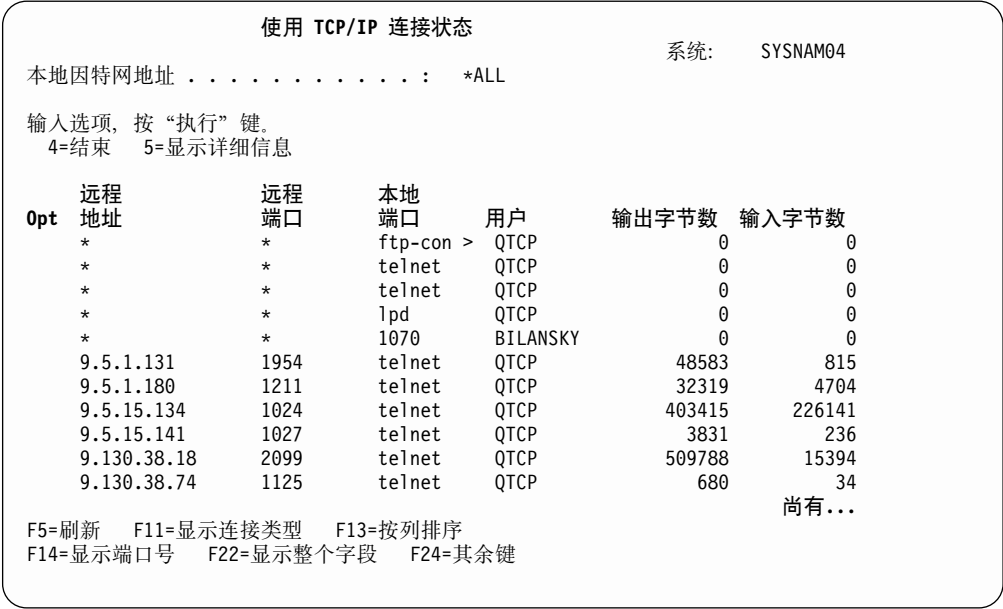 使用 TCP/IP 连接状态
系统: SYSNAM04
本地因特网地址 . . . . . . . . . . . . : *ALL
输入选项，按“执行”键。
4=结束 5=显示详细信息
远程 远程 本地
Opt 地址 端口 端口 用户 输出字节数 输入字节数
* * ftp-con > QTCP 0 0
* * telnet QTCP 0 0
* * telnet QTCP 0 0
* * lpd QTCP 0 0
* * 1070 BILANSKY 0 0
9.5.1.131 1954 telnet QTCP 48583 815
9.5.1.180 1211 telnet QTCP 32319 4704
9.5.15.134 1024 telnet QTCP 403415 226141
9.5.15.141 1027 telnet QTCP 3831 236
9.130.38.18 2099 telnet QTCP 509788 15394
9.130.38.74 1125 telnet QTCP 680 34
尚有...
F5=刷新 F11=显示连接类型 F13=按列排序
F14=显示端口号 F22=显示整个字段 F24=其余键